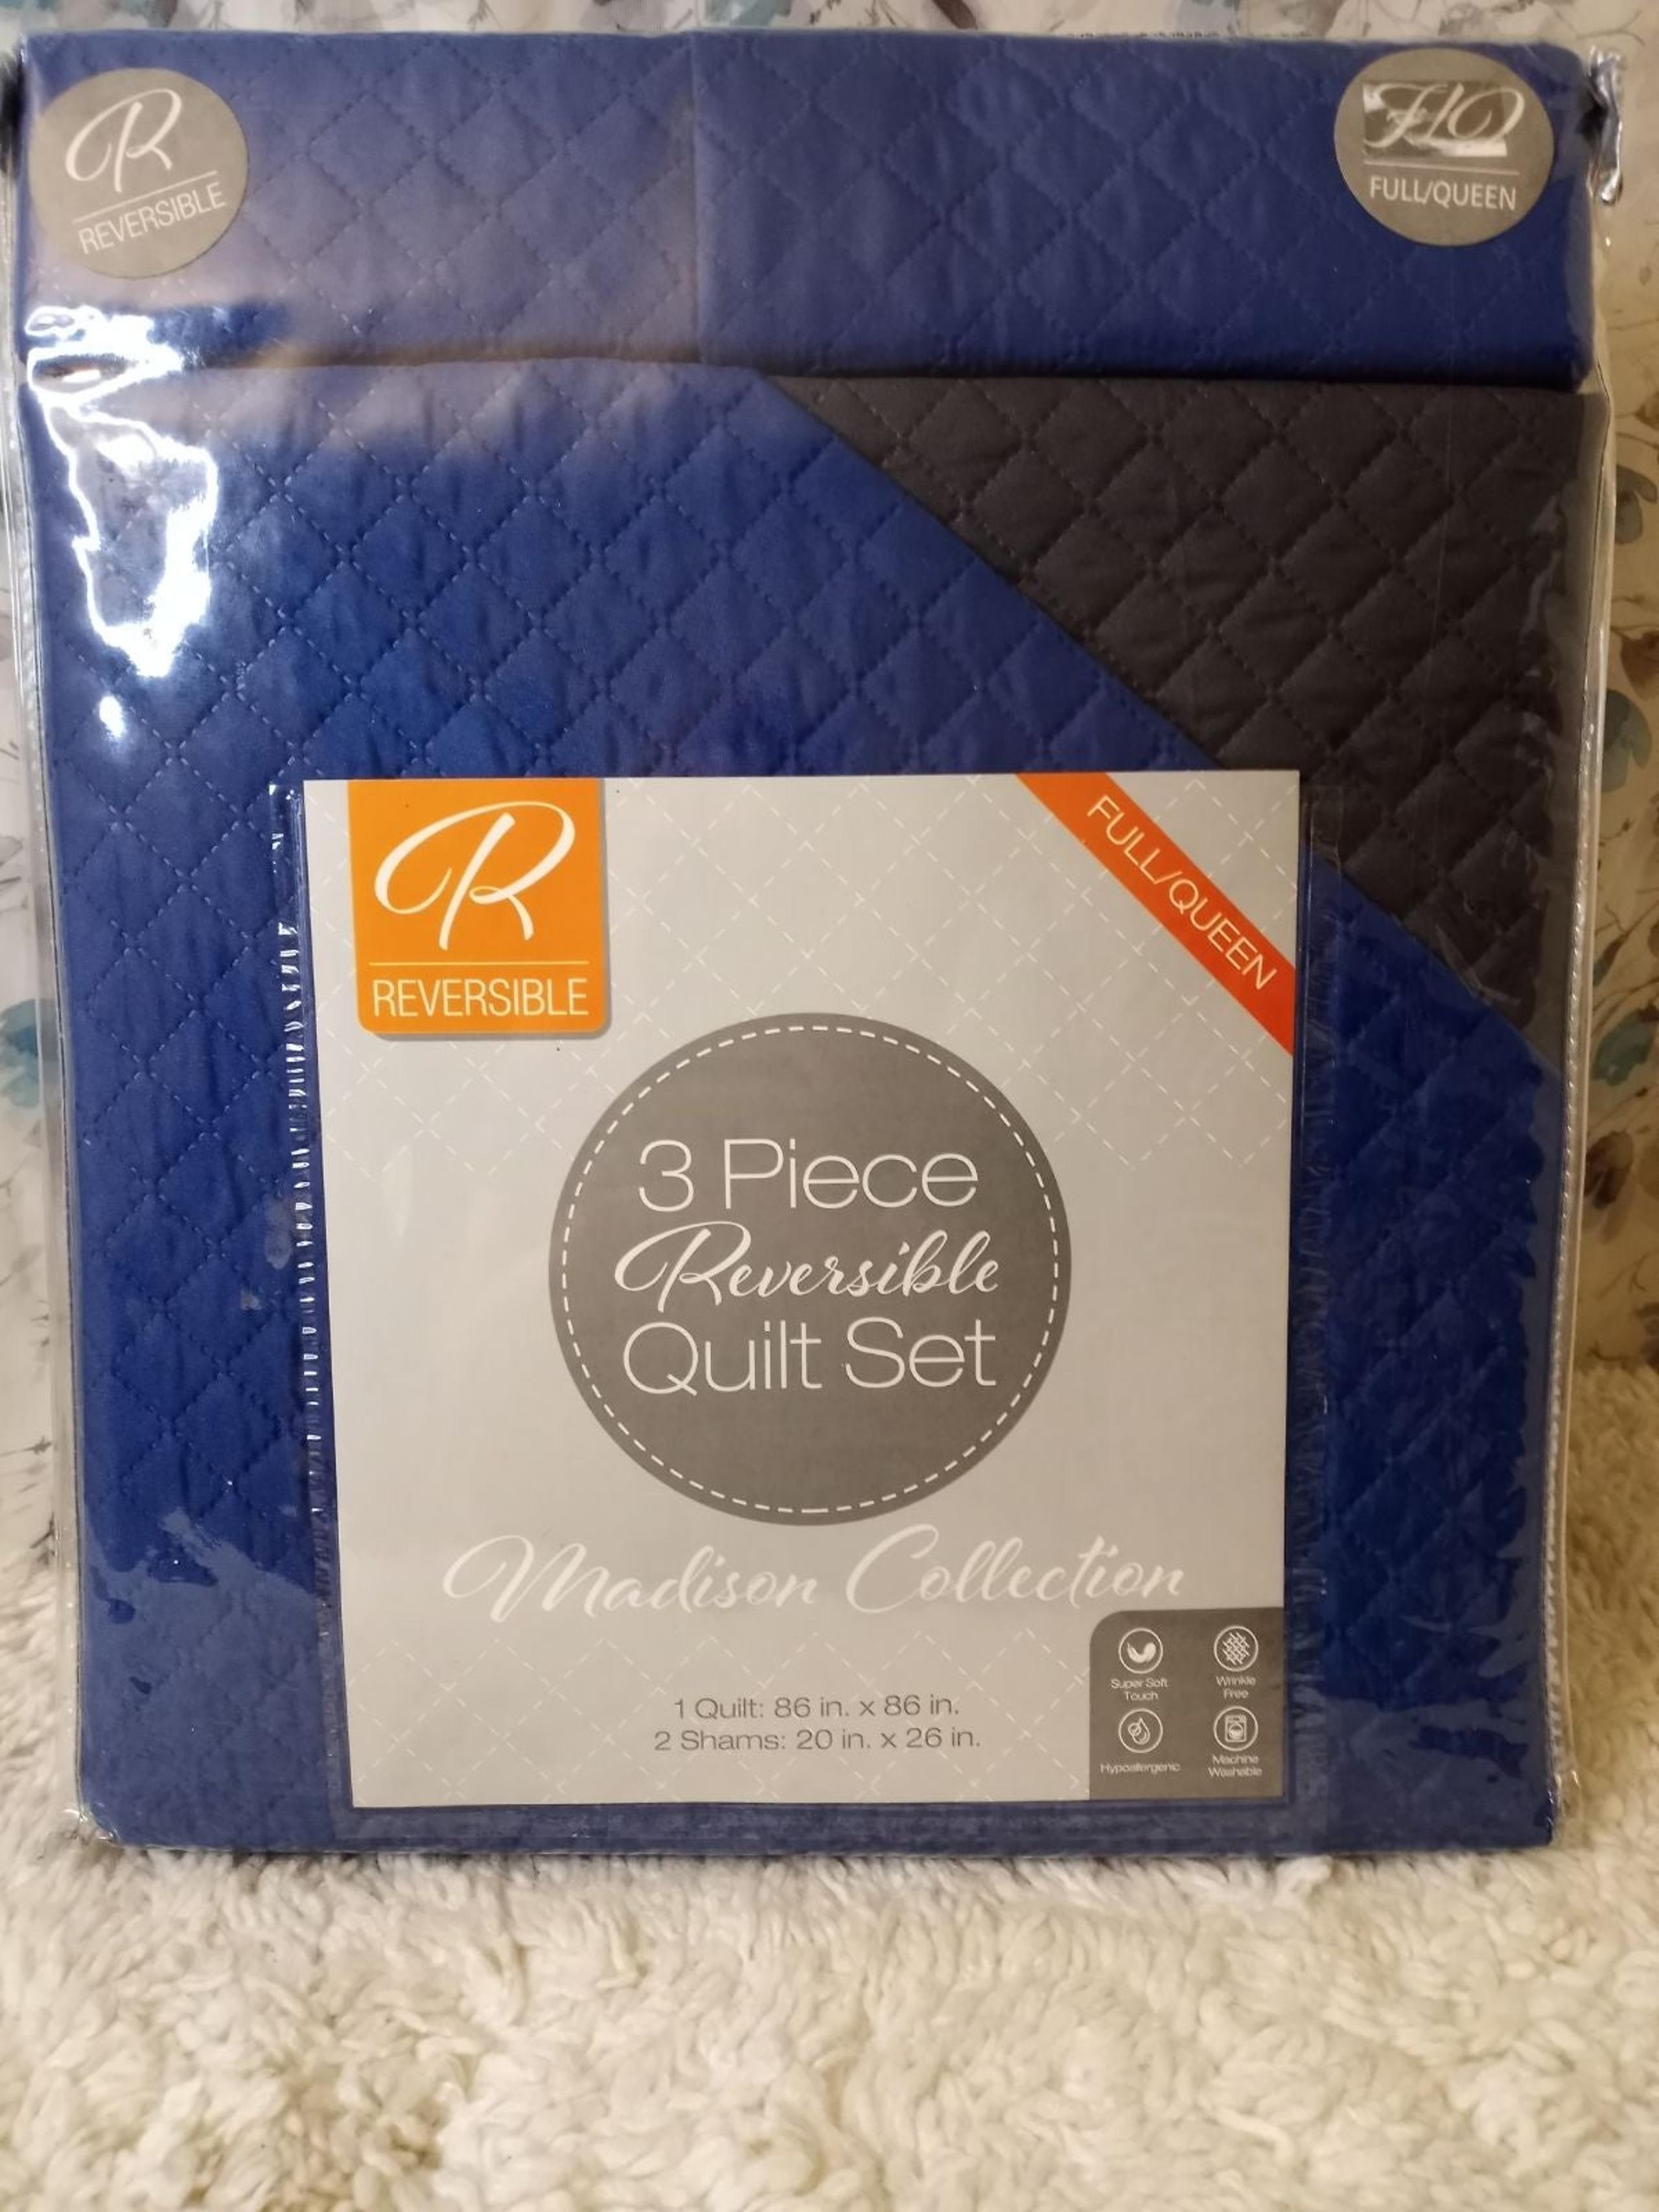 R
REVERSIBLE
F/Q
FULL/QUEEN
R
REVERSIBLE
FULL/QUEEN
3 Piece
Reversible
Quilt Set
Madison Collection
1 Quilt: 86 in. x 86 in.
2 Shams: 20 in. x 26 in.
Super Soft
Touch
Wrinkle
Free
Hypoallergenic
Machine
Washable